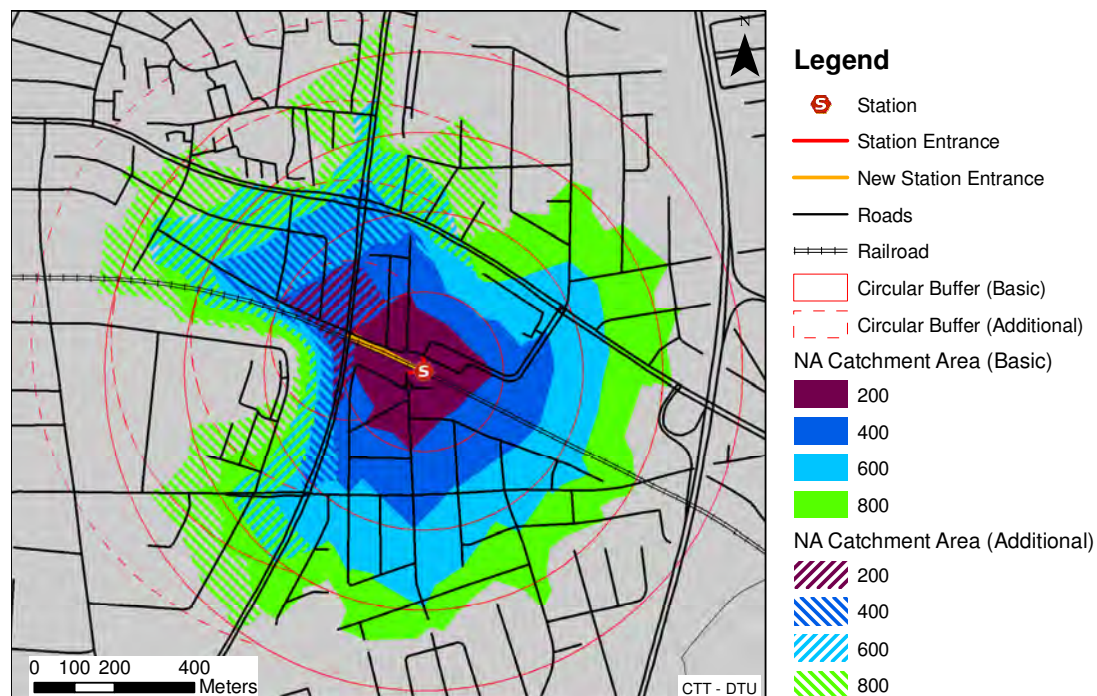 N
Legend
S Station
Station Entrance
New Station Entrance
Roads
Railroad
Circular Buffer (Basic)
Circular Buffer (Additional)
NA Catchment Area (Basic)
200
400
600
800
NA Catchment Area (Additional)
200
400
600
800
S
0 100 200 400
Meters
CTT - DTU